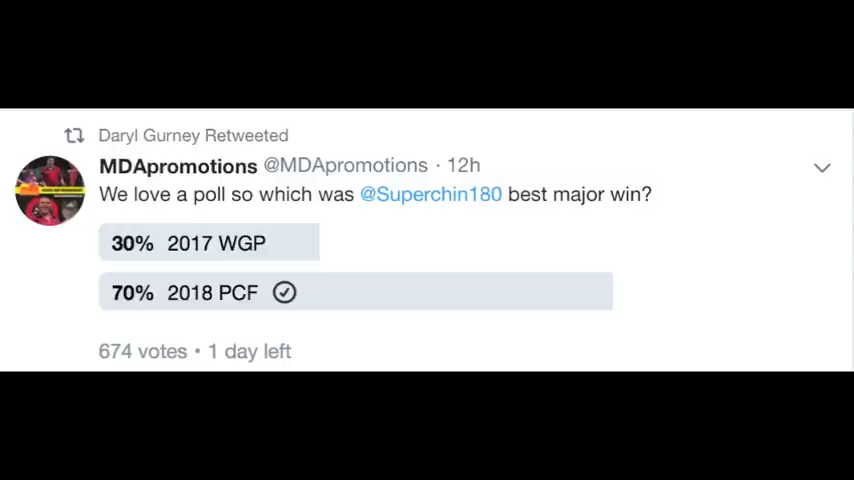 Daryl Gurney Retweeted
MDApromotions @MDApromotions · 12h
We love a poll so which was @Superchin180 best major win?
30% 2017 WGP
70% 2018 PCF
674 votes • 1 day left